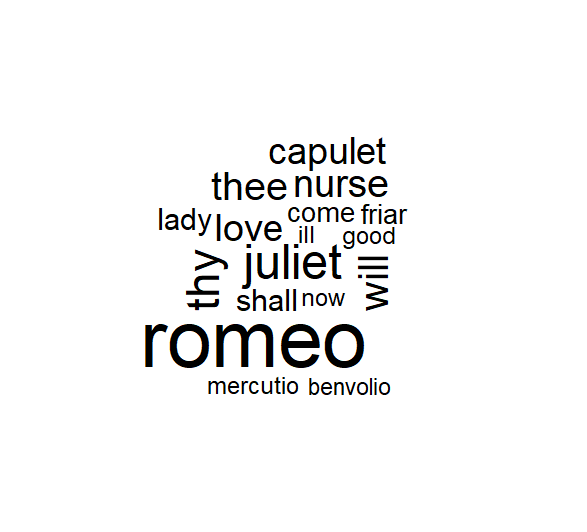 capulet
thee nurse
lady love come friar
ill good
thy juliet will
shall now
romeo
mercutio benvolio